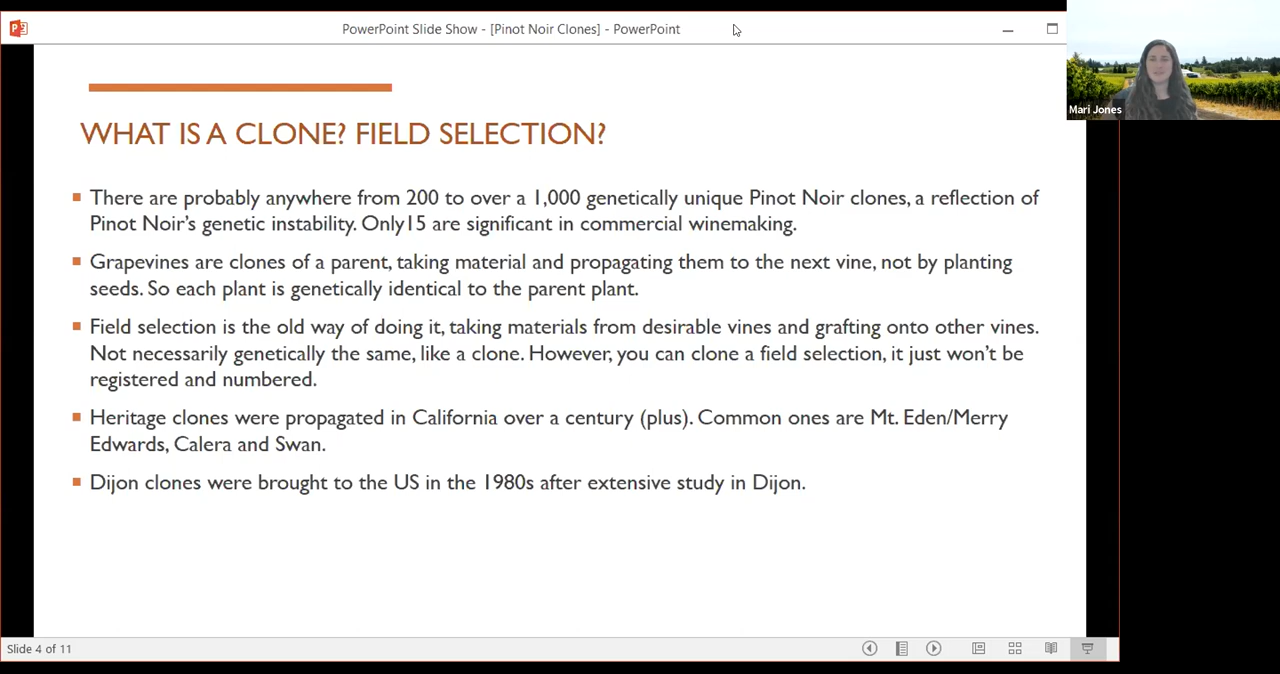 PowerPoint Slide Show - [Pinot Noir Clones] - PowerPoint
Mari Jones
WHAT IS A CLONE? FIELD SELECTION?
There are probably anywhere from 200 to over a 1,000 genetically unique Pinot Noir clones, a reflection of
Pinot Noir's genetic instability. Only15 are significant in commercial winemaking.
Grapevines are clones of a parent, taking material and propagating them to the next vine, not by planting
seeds. So each plant is genetically identical to the parent plant.
Field selection is the old way of doing it, taking materials from desirable vines and grafting onto other vines.
Not necessarily genetically the same, like a clone. However, you can clone a field selection, it just won't be
registered and numbered.
Heritage clones were propagated in California over a century (plus). Common ones are Mt. Eden/Merry
Edwards, Calera and Swan.
Dijon clones were brought to the US in the 1980s after extensive study in Dijon.
Slide 4 of 11